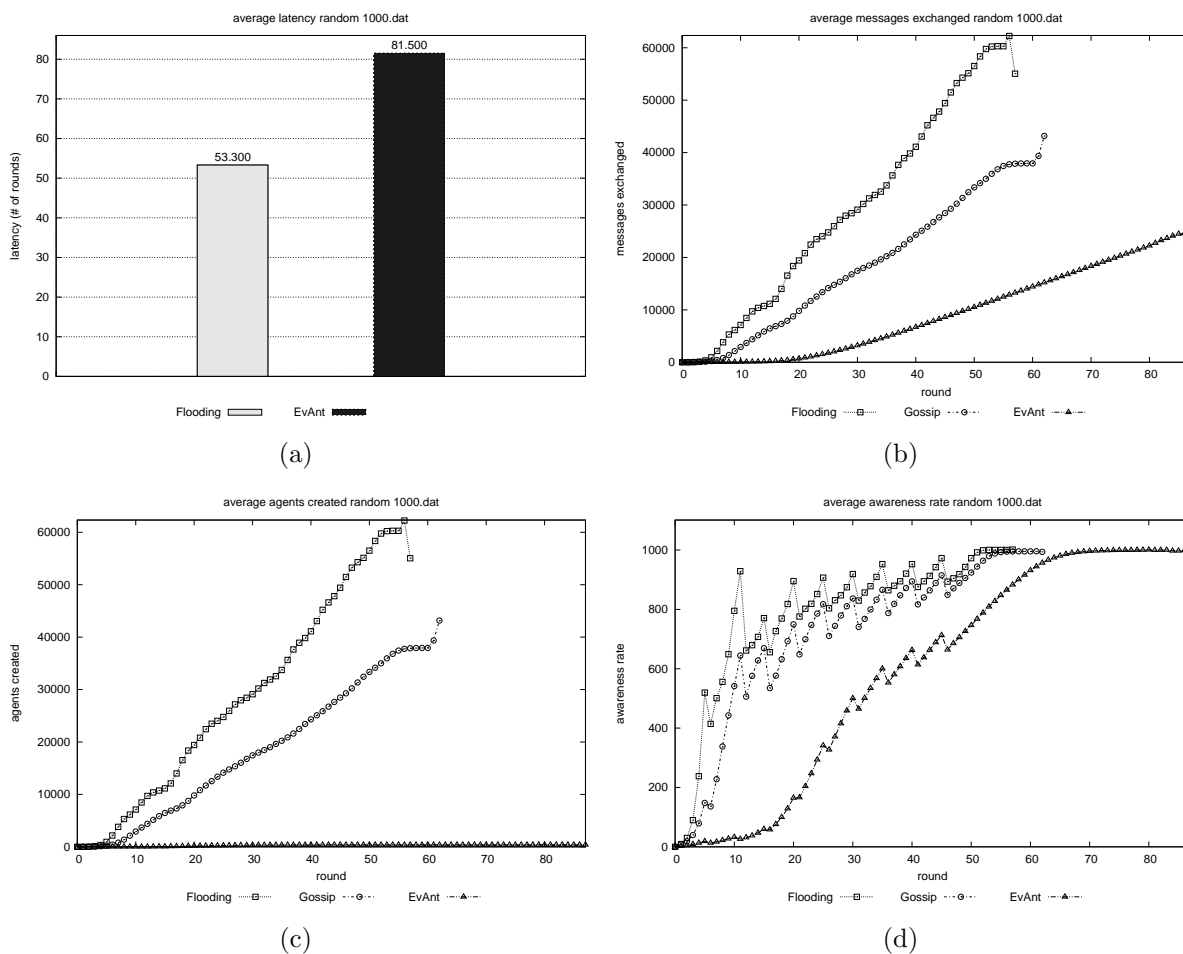 average latency random 1000.dat
53.300
81.500
80
70
60
50
40
30
20
10
0
latency (# of rounds)
Flooding EvAnt
(a)
average messages exchanged random 1000.dat
60000
50000
40000
30000
20000
10000
0
messages exchanged
0 10 20 30 40 50 60 70 80
round
Flooding Gossip EvAnt
(b)
average agents created random 1000.dat
60000
50000
40000
30000
20000
10000
0
agents created
0 10 20 30 40 50 60 70 80
round
Flooding Gossip EvAnt
(c)
average awareness rate random 1000.dat
1000
800
600
400
200
0
awareness rate
0 10 20 30 40 50 60 70 80
round
Flooding Gossip EvAnt
(d)